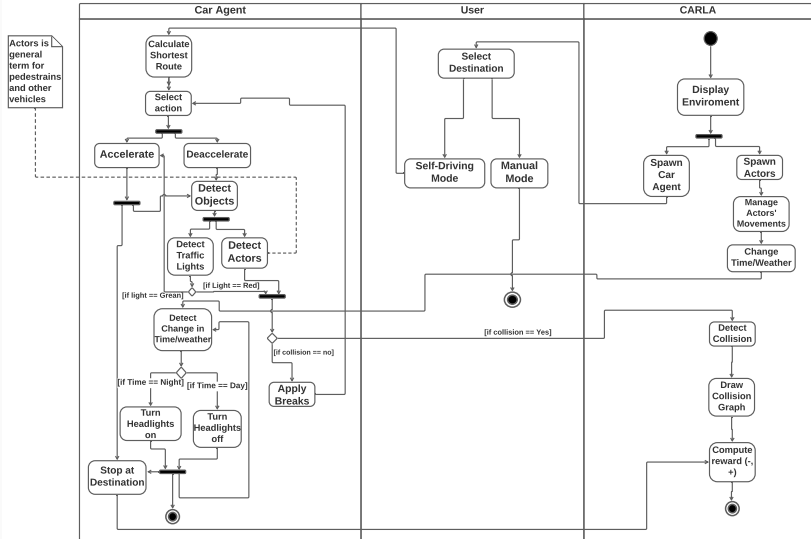 Car Agent
User
CARLA
Actors is
general
term for
pedestrains
and other
vehicles
Calculate
Shortest
Route
Select
action
Accelerate
Deaccelerate
Detect
Objects
Detect
Traffic
Lights
Detect
Actors
[if Light == Red]
[if light == Grean]
Detect
Change in
Time/weather
[if collision == no]
[if collision == Yes]
[if Time == Night]
[if Time == Day]
Apply
Breaks
Turn
Headlights
on
Turn
Headlights
off
Stop at
Destination
Select
Destination
Self-Driving
Mode
Manual
Mode
Display
Enviroment
Spawn
Car
Agent
Spawn
Actors
Manage
Actors'
Movements
Change
Time/Weather
Detect
Collision
Draw
Collision
Graph
Compute
reward (-,
+)